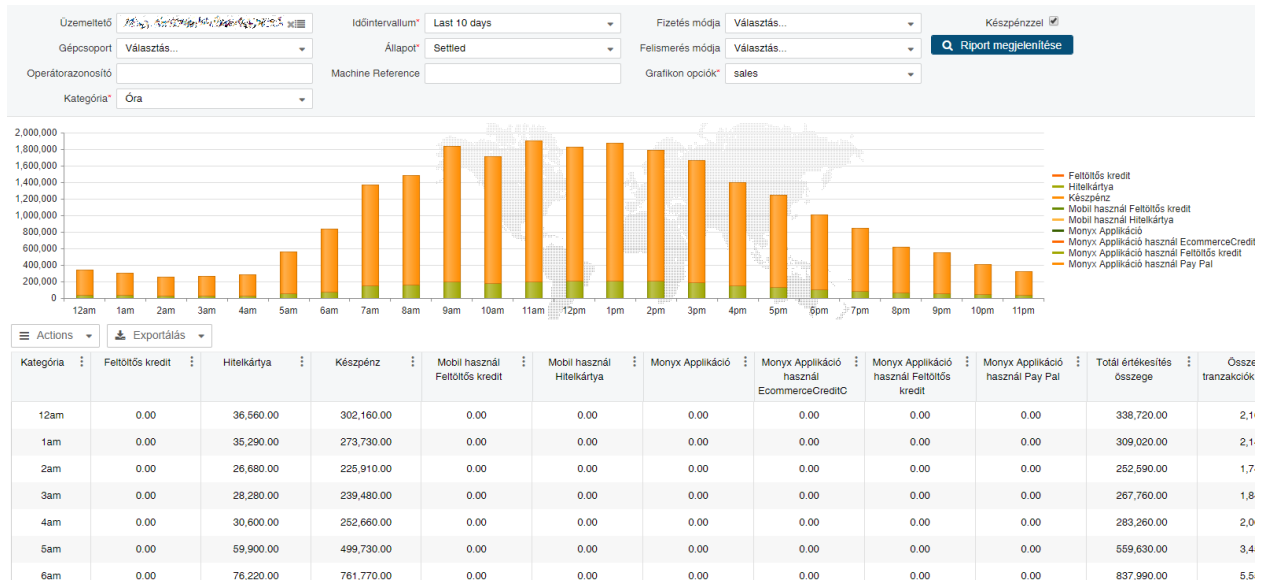 Üzemeltető
Időintervallum* Last 10 days
Fizetés módja Választás...
Készpénzzel
Gépcsoport Választás...
Állapot* Settled
Felismerés módja Választás...
Riport megjelenítése
Operátorazonosító
Machine Reference
Grafikon opciók* sales
Kategória* Óra
2,000,000
1,800,000
1,600,000
1,400,000
1,200,000
1,000,000
800,000
600,000
400,000
200,000
0
12am 1am 2am 3am 4am 5am 6am 7am 8am 9am 10am 11am 12pm 1pm 2pm 3pm 4pm 5pm 6pm 7pm 8pm 9pm 10pm 11pm
Feltöltős kredit
Hitelkártya
Készpénz
Mobil használ Feltöltős kredit
Mobil használ Hitelkártya
Monyx Applikáció
Monyx Applikáció használ EcommerceCredit
Monyx Applikáció használ Feltöltős kredit
Monyx Applikáció használ Pay Pal
Actions Exportálás
Kategória Feltöltős kredit Hitelkártya Készpénz Mobil használ Mobil használ Monyx Applikáció Monyx Applikáció Monyx Applikáció Monyx Applikáció Totál értékesítés Össze
Feltöltős kredit Hitelkártya használ használ Feltöltős használ Pay Pal összege tranzakciók
EcommerceCreditC kredit
12am 0.00 36,560.00 302,160.00 0.00 0.00 0.00 0.00 0.00 0.00 338,720.00
1am 0.00 35,290.00 273,730.00 0.00 0.00 0.00 0.00 0.00 0.00 309,020.00
2am 0.00 26,680.00 225,910.00 0.00 0.00 0.00 0.00 0.00 0.00 252,590.00
3am 0.00 28,280.00 239,480.00 0.00 0.00 0.00 0.00 0.00 0.00 267,760.00
4am 0.00 30,600.00 252,660.00 0.00 0.00 0.00 0.00 0.00 0.00 283,260.00
5am 0.00 59,900.00 499,730.00 0.00 0.00 0.00 0.00 0.00 0.00 559,630.00
6am 0.00 76,220.00 761,770.00 0.00 0.00 0.00 0.00 0.00 0.00 837,990.00